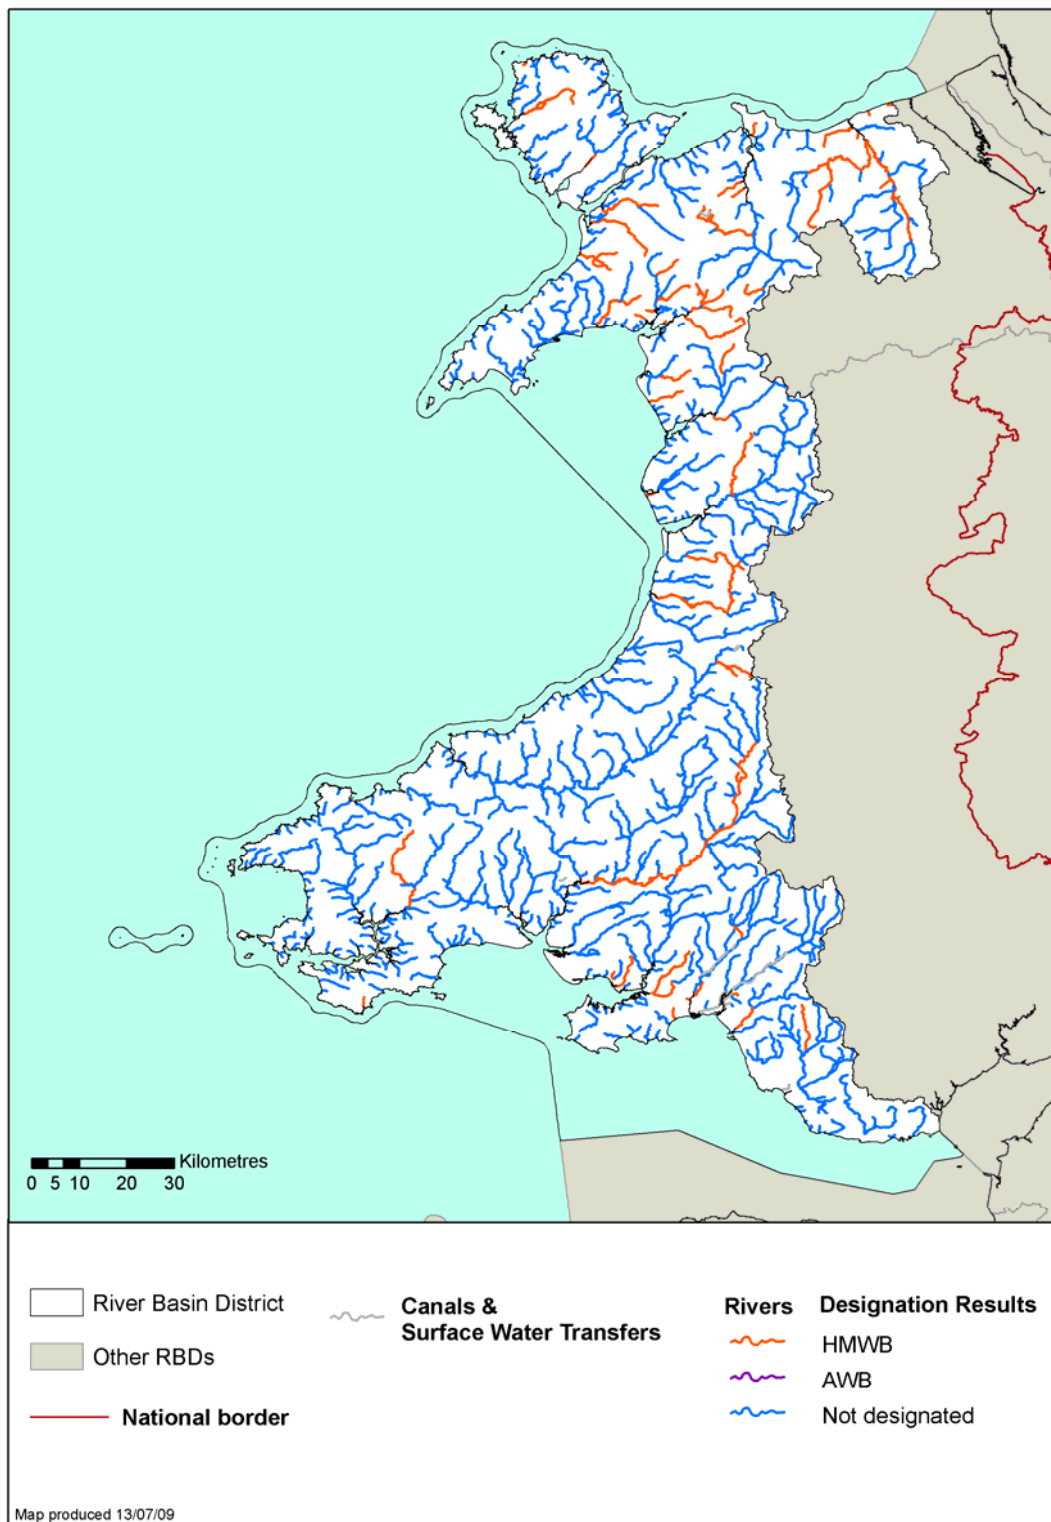 Kilometres
0 5 10 20 30
River Basin District
Other RBDs
National border
Canals &
Surface Water Transfers
Rivers Designation Results
HMWB
AWB
Not designated
Map produced 13/07/09